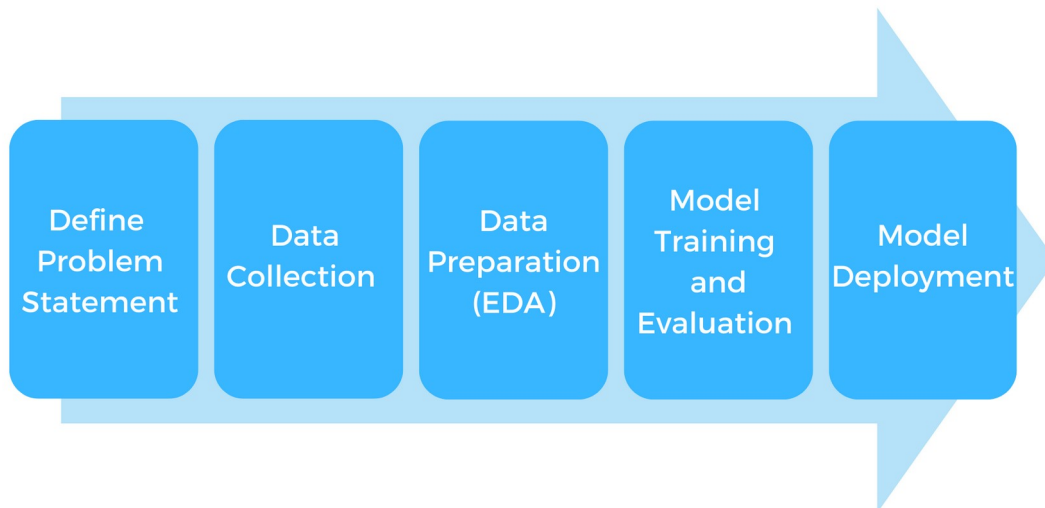 Define
Problem
Statement
Data
Collection
Data
Preparation
(EDA)
Model
Training
and
Evaluation
Model
Deployment